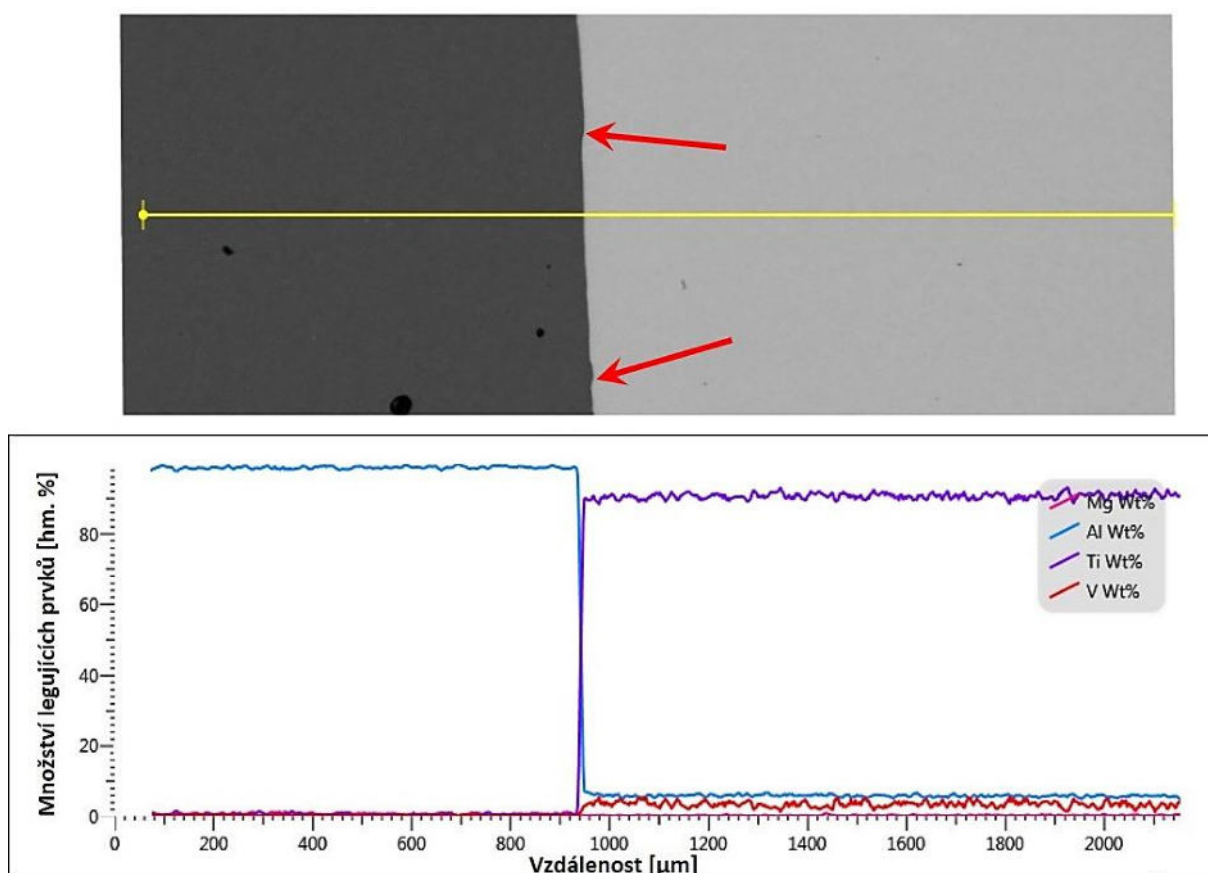 Množství legujících prvků [hm. %]
80
60
40
20
0
Mg Wt%
Al Wt%
Ti Wt%
V Wt%
0 200 400 600 800 1000 1200 1400 1600 1800 2000
Vzdálenost [µm]